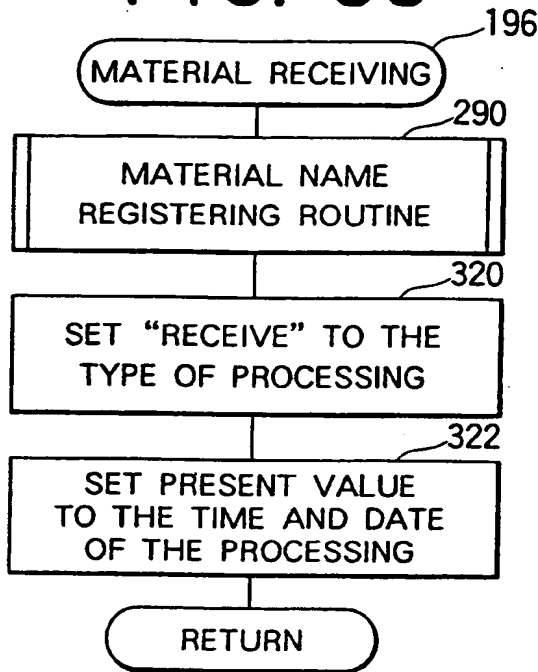 196
MATERIAL RECEIVING
290
MATERIAL NAME
REGISTERING ROUTINE
320
SET “RECEIVE” TO THE
TYPE OF PROCESSING
322
SET PRESENT VALUE
TO THE TIME AND DATE
OF THE PROCESSING
RETURN